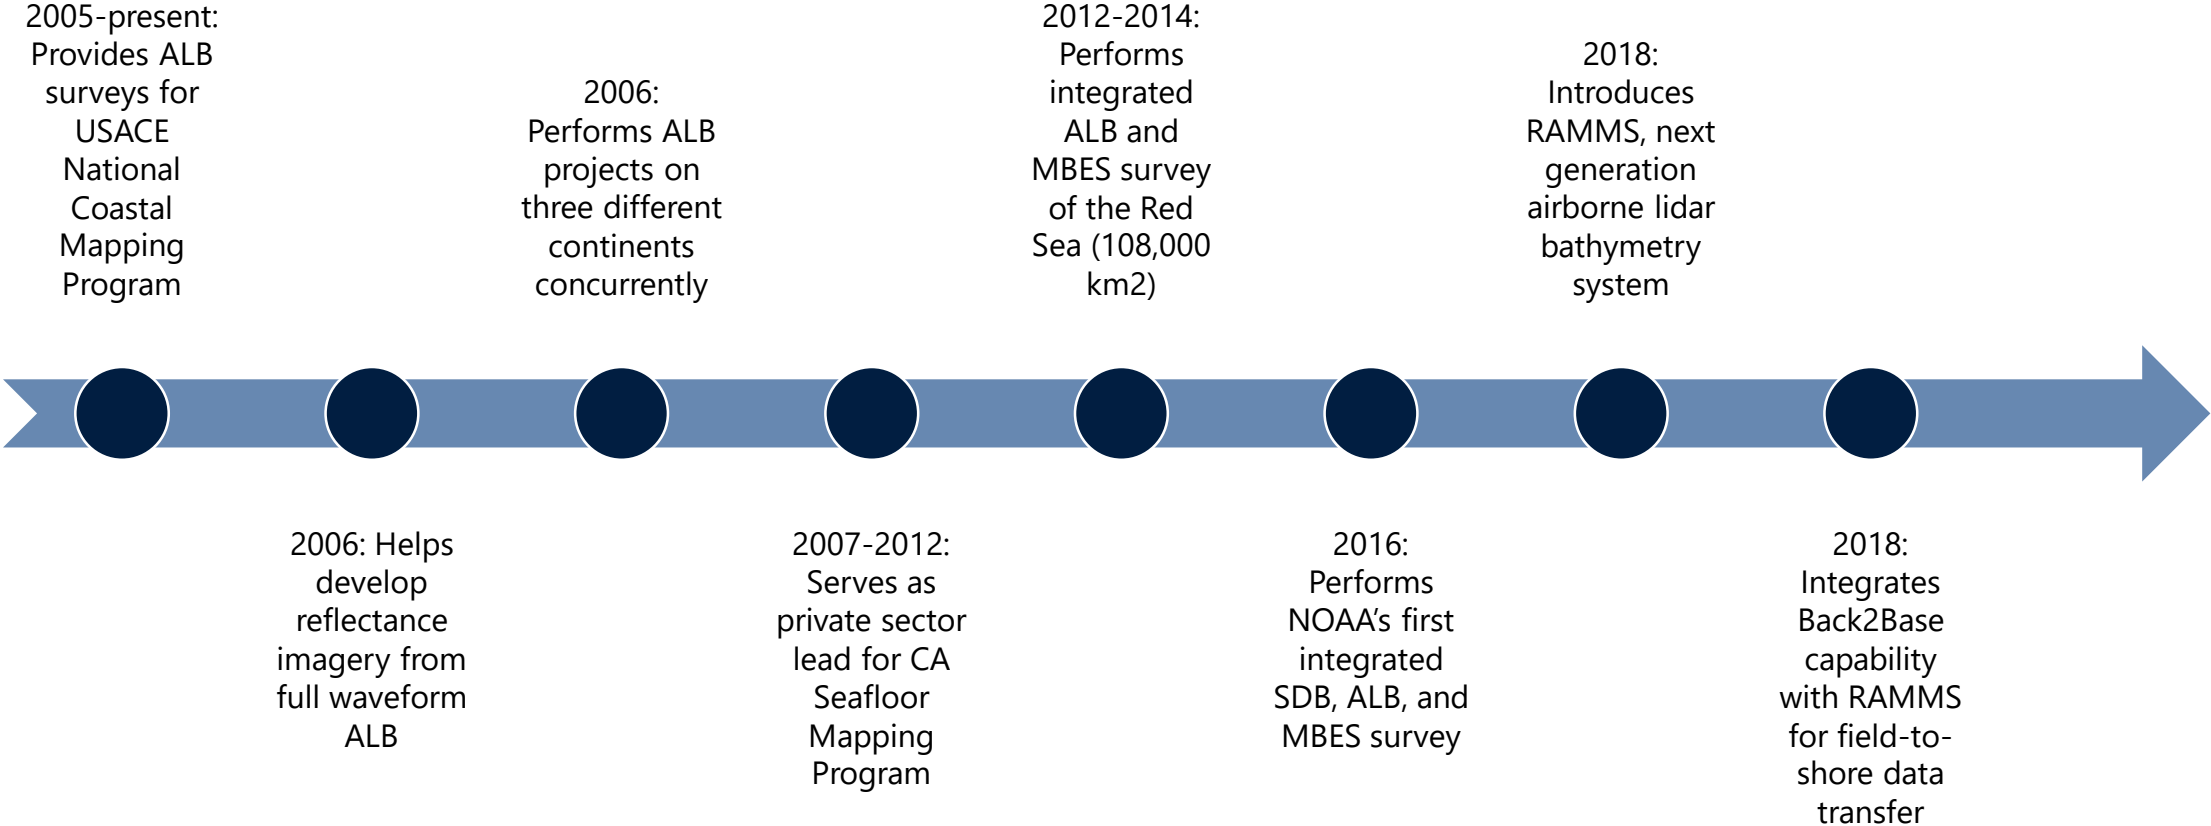 2005-present:
Provides ALB
surveys for
USACE
National
Coastal
Mapping
Program
2006: Helps
develop
reflectance
imagery from
full waveform
ALB
2006:
Performs ALB
projects on
three different
continents
concurrently
2007-2012:
Serves as
private sector
lead for CA
Seafloor
Mapping
Program
2012-2014:
Performs
integrated
ALB and
MBES survey
of the Red
Sea (108,000
km2)
2016:
Performs
NOAA’s first
integrated
SDB, ALB, and
MBES survey
2018:
Introduces
RAMMS, next
generation
airborne lidar
bathymetry
system
2018:
Integrates
Back2Base
capability
with RAMMS
for field-to-
shore data
transfer